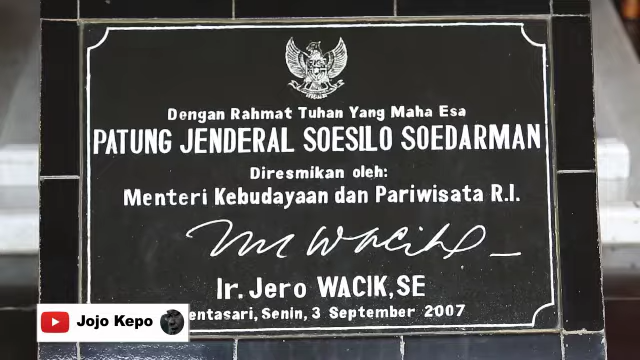 Dengan Rahmat Tuhan Yang Maha Esa
PATUNG JENDERAL SOESILO SOEDARMAN
Diresmikan oleh:
Menteri Kebudayaan dan Pariwisata R.I.
Ir. Jero WACIK, SE
entasari, Senin, 3 September 2007
Jojo Kepo